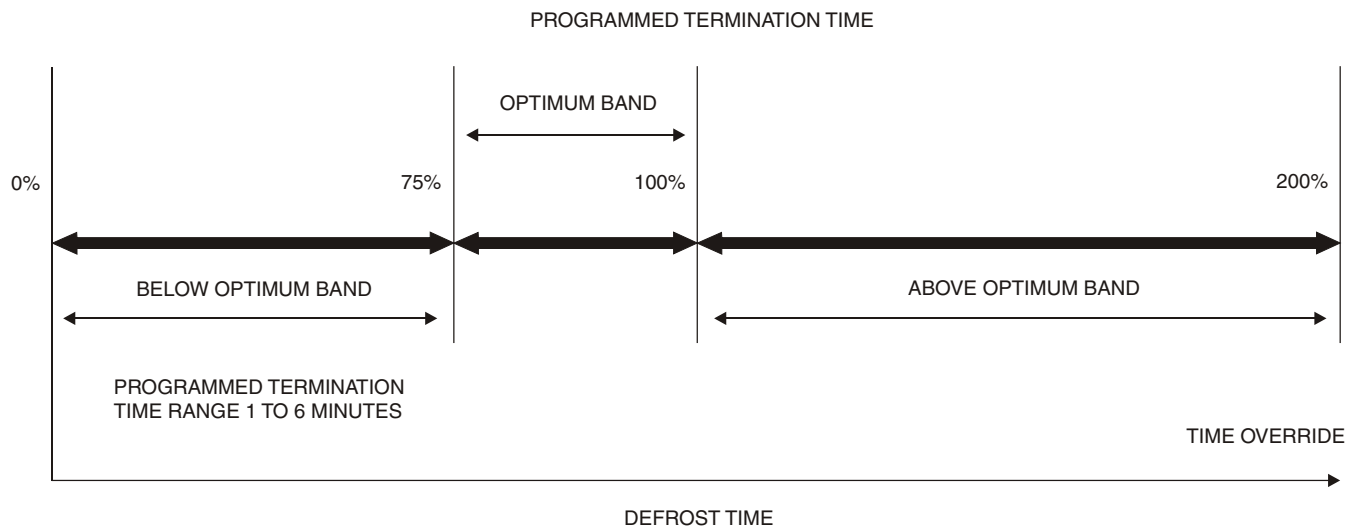 PROGRAMMED TERMINATION TIME
OPTIMUM BAND
0%
75%
100%
200%
BELOW OPTIMUM BAND
ABOVE OPTIMUM BAND
PROGRAMMED TERMINATION
TIME RANGE 1 TO 6 MINUTES
TIME OVERRIDE
DEFROST TIME